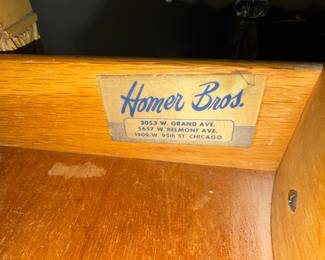 Homer Bros.
3053 W. GRAND AVE.
5657 W. BELMONT AVE.
1909 W. 95th ST. CHICAGO